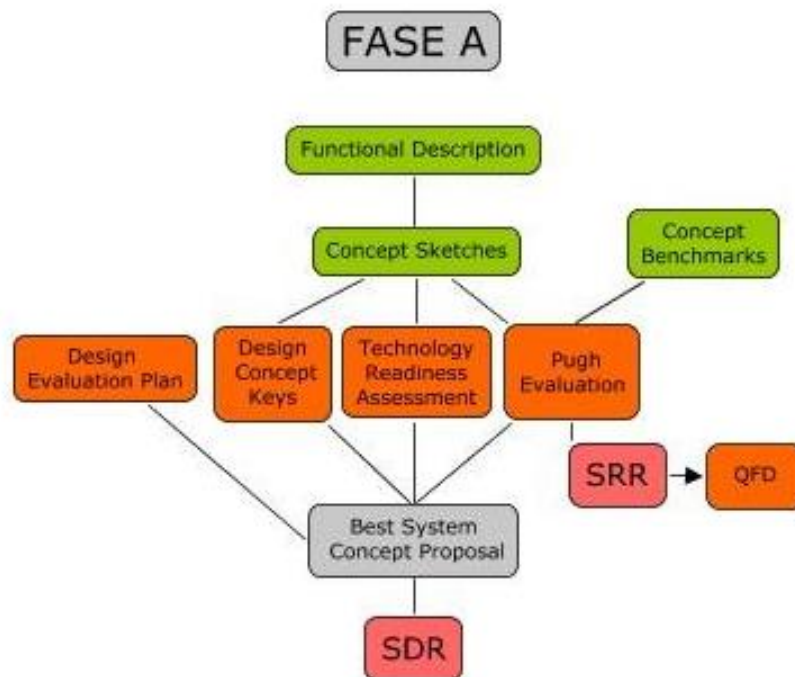 FASE A
Functional Description
Concept Sketches
Concept
Benchmarks
Design
Evaluation Plan
Design
Concept
Keys
Technology
Readiness
Assessment
Pugh
Evaluation
SRR
QFD
Best System
Concept Proposal
SDR